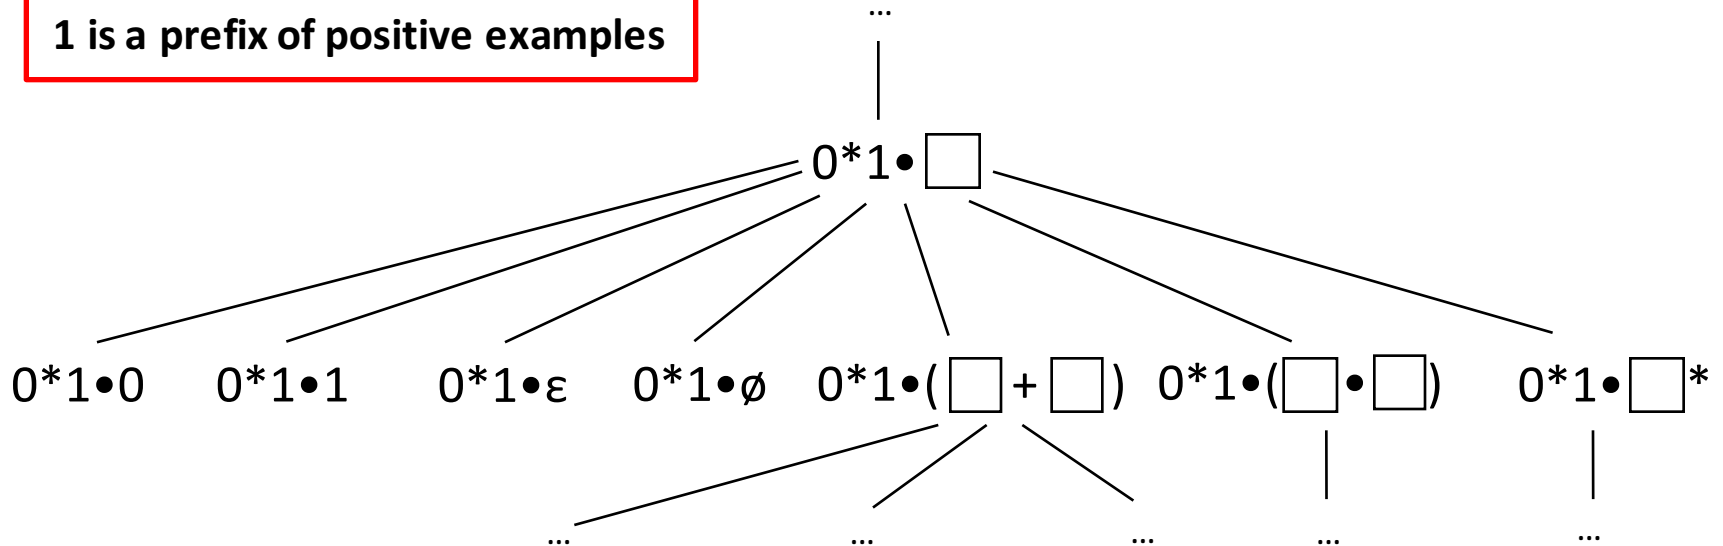 1 is a prefix of positive examples
...
0*1•□
0*1•0 0*1•1 0*1•ε 0*1•ø 0*1•(□+□) 0*1•(□•□) 0*1•□*
... ... ... ... ...